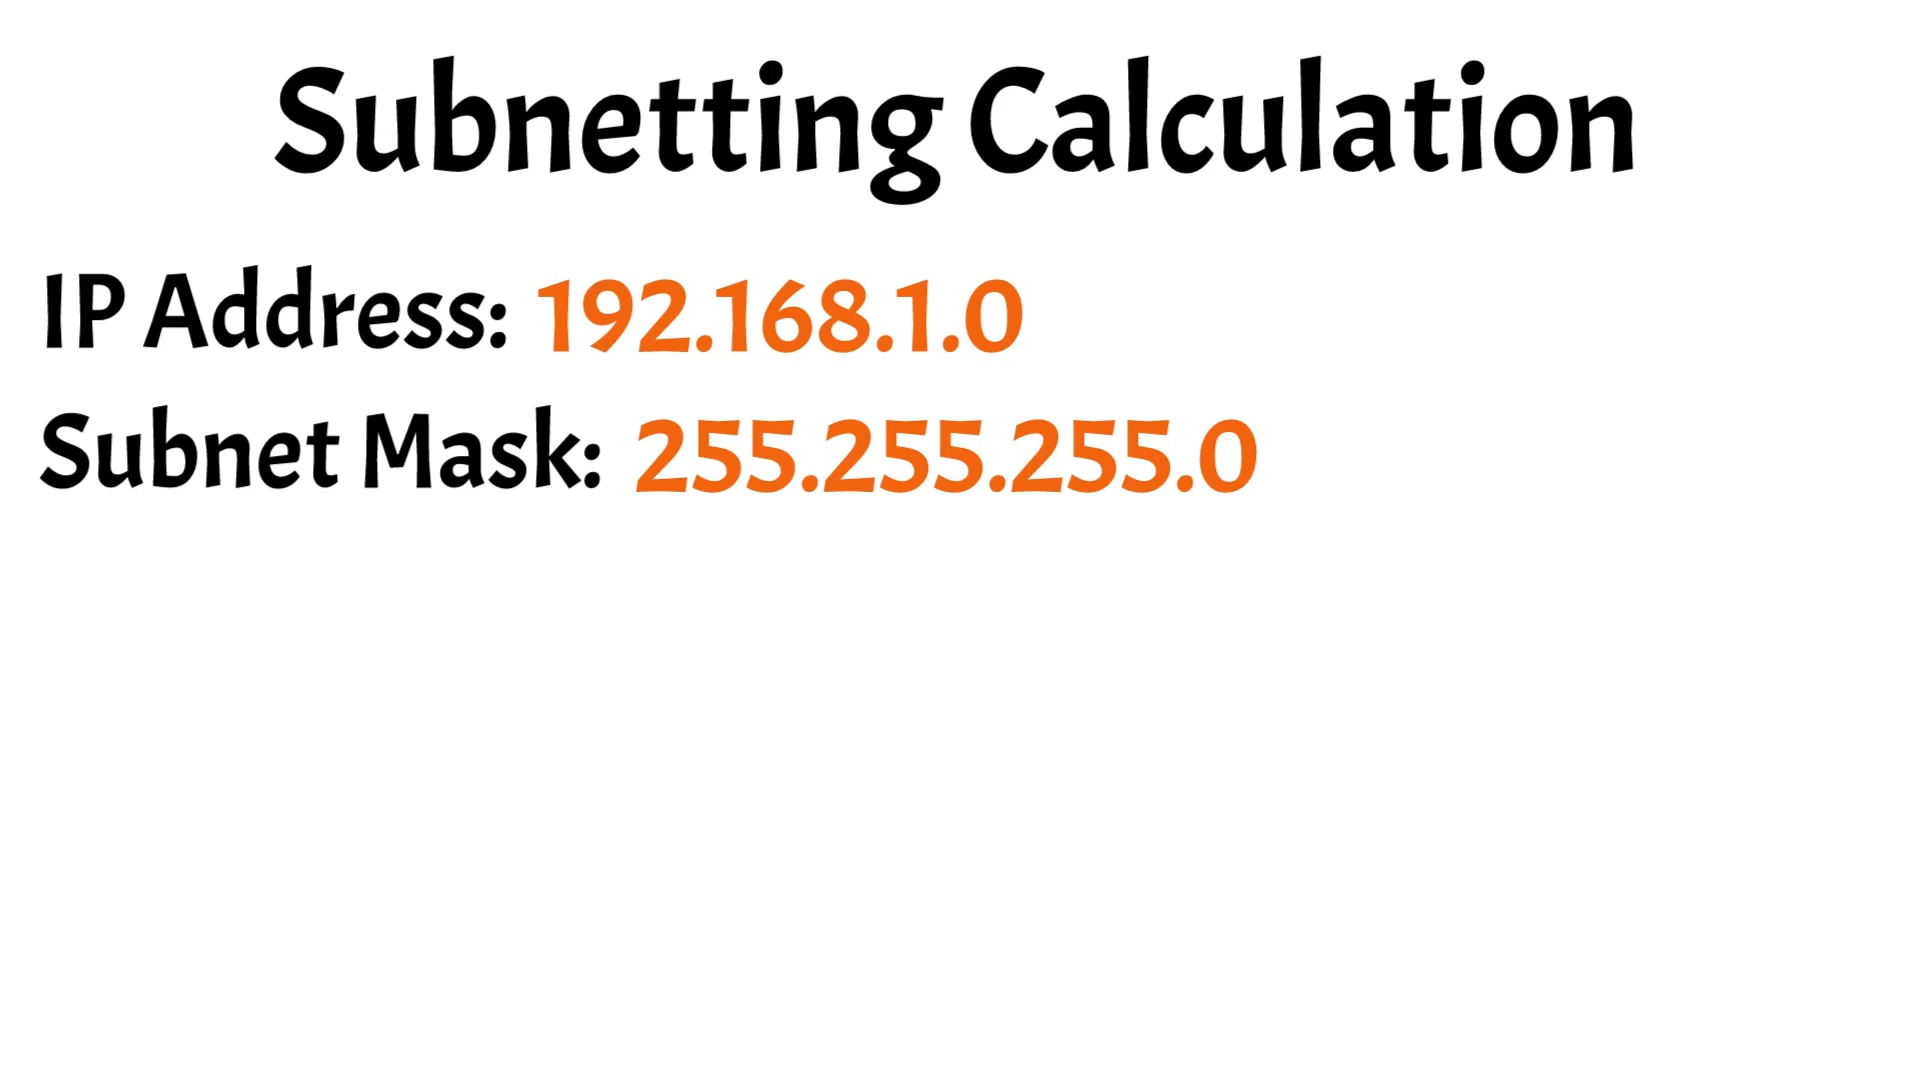 Subnetting Calculation
IP Address: 192.168.1.0
Subnet Mask: 255.255.255.0